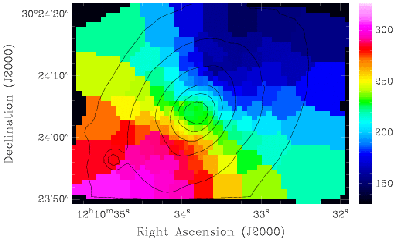 30°24'20"
24'10"
24'00"
23'50"
Declination (J2000)
12ʰ10ᵐ35ˢ
34ˢ
33ˢ
32ˢ
Right Ascension (J2000)
300
250
200
150